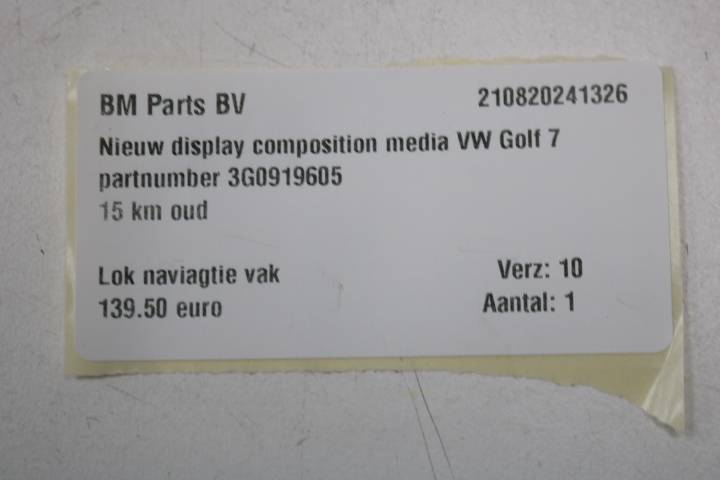 BM Parts BV 210820241326
Nieuw display composition media VW Golf 7
partnumber 3G0919605
15 km oud
Lok naviagtie vak Verz: 10
139.50 euro Aantal: 1